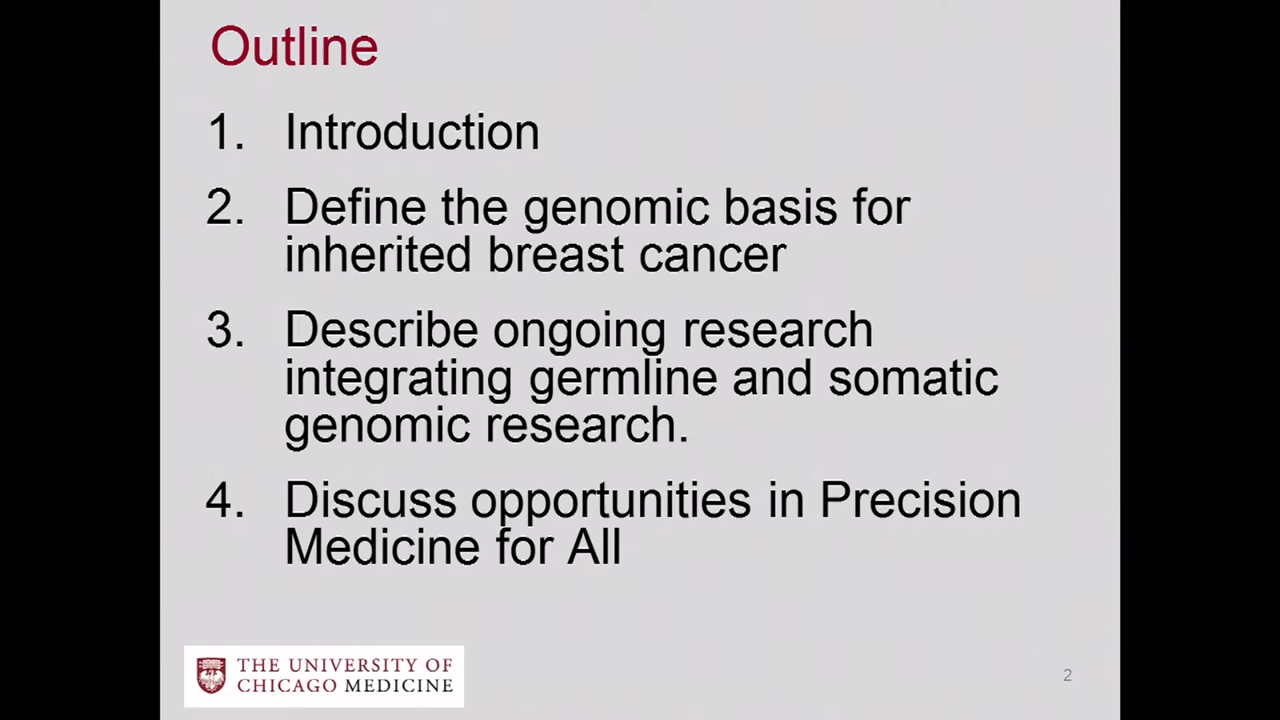 Outline
1. Introduction
2. Define the genomic basis for
inherited breast cancer
3. Describe ongoing research
integrating germline and somatic
genomic research.
4. Discuss opportunities in Precision
Medicine for All
THE UNIVERSITY OF
CHICAGO MEDICINE
2